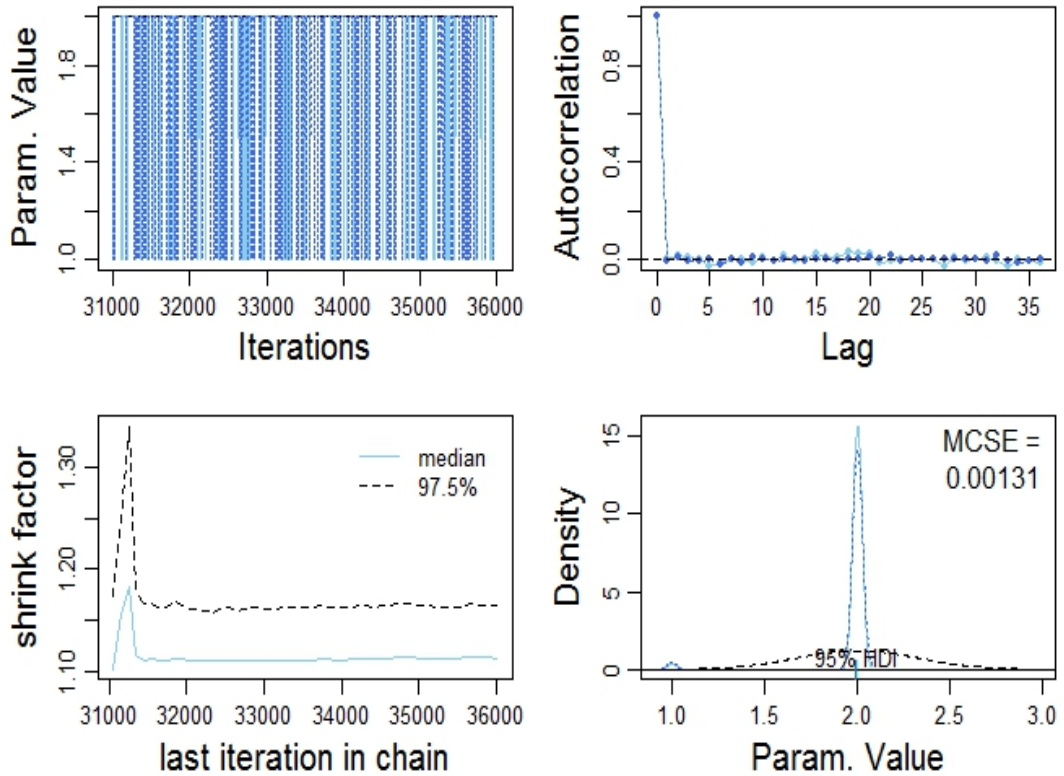 Param. Value
1.8
1.4
1.0
31000 32000 33000 34000 35000 36000
Iterations
Autocorrelation
0.8
0.4
0.0
0 5 10 15 20 25 30 35
Lag
shrink factor
1.30
1.20
1.10
median
97.5%
31000 32000 33000 34000 35000 36000
last iteration in chain
Density
15
10
5
0
MCSE =
0.00131
95% HDI
1.0 1.5 2.0 2.5 3.0
Param. Value